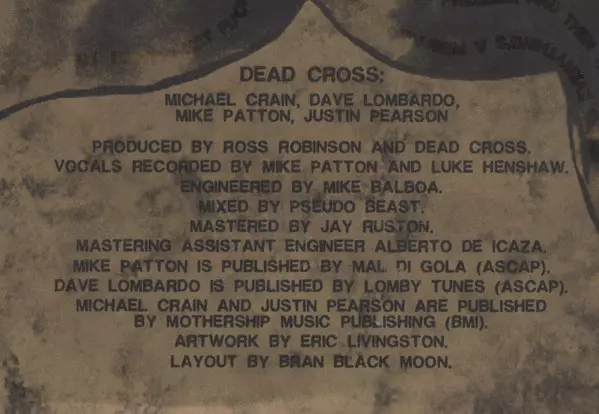 DEAD CROSS:
MICHAEL CRAIN, DAVE LOMBARDO,
MIKE PATTON, JUSTIN PEARSON
PRODUCED BY ROSS ROBINSON AND DEAD CROSS.
VOCALS RECORDED BY MIKE PATTON AND LUKE HENSHAW.
ENGINEERED BY MIKE BALBOA.
MIXED BY PSEUDO BEAST.
MASTERED BY JAY RUSTON.
MASTERING ASSISTANT ENGINEER ALBERTO DE ICAZA.
MIKE PATTON IS PUBLISHED BY MAL DI GOLA (ASCAP).
DAVE LOMBARDO IS PUBLISHED BY LOMBY TUNES (ASCAP).
MICHAEL CRAIN AND JUSTIN PEARSON ARE PUBLISHED
BY MOTHERSHIP MUSIC PUBLISHING (BMI).
ARTWORK BY ERIC LIVINGSTON.
LAYOUT BY BRAN BLACK MOON.